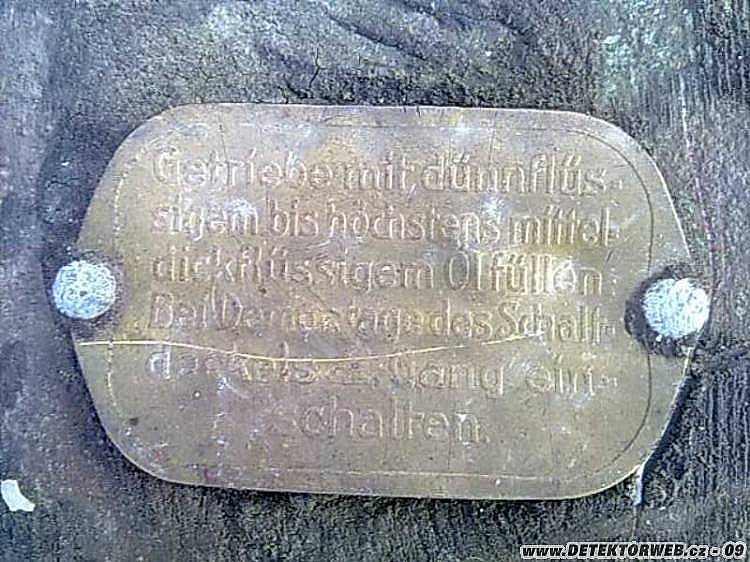 Getriebe mit dünnflüs-
sigem bis höchstens mittel-
dickflüssigem Öl füllen
Bei Demontage des Schalt-
deckels Gang ein-
schalten.
www.DETEKTORWEB.cz - 09